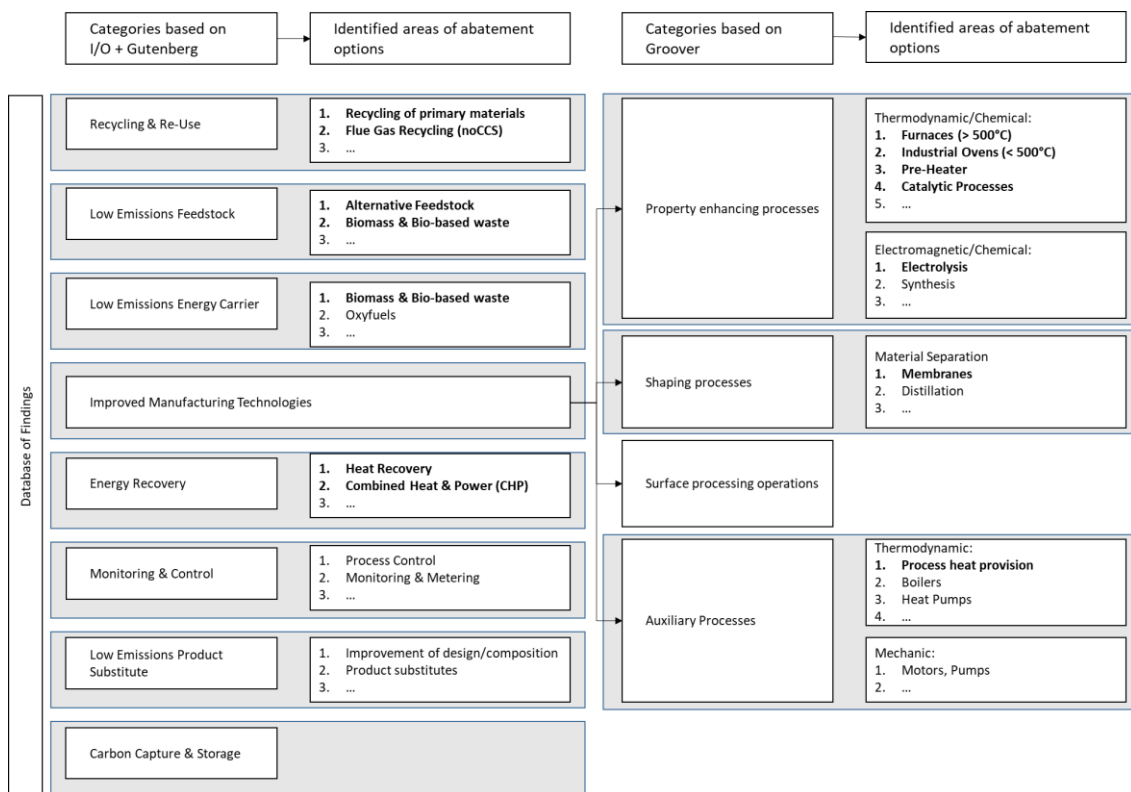 Categories based on
I/O + Gutenberg
Identified areas of abatement
options
Categories based on
Groover
Identified areas of abatement
options
Database of Findings
Recycling & Re-Use
1. Recycling of primary materials
2. Flue Gas Recycling (noCCS)
3. ...
Low Emissions Feedstock
1. Alternative Feedstock
2. Biomass & Bio-based waste
3. ...
Low Emissions Energy Carrier
1. Biomass & Bio-based waste
2. Oxyfuels
3. ...
Improved Manufacturing Technologies
Energy Recovery
1. Heat Recovery
2. Combined Heat & Power (CHP)
3. ...
Monitoring & Control
1. Process Control
2. Monitoring & Metering
3. ...
Low Emissions Product
Substitute
1. Improvement of design/composition
2. Product substitutes
3. ...
Carbon Capture & Storage
Property enhancing processes
Thermodynamic/Chemical:
1. Furnaces (> 500°C)
2. Industrial Ovens (< 500°C)
3. Pre-Heater
4. Catalytic Processes
5. ...
Electromagnetic/Chemical:
1. Electrolysis
2. Synthesis
3. ...
Shaping processes
Material Separation
1. Membranes
2. Distillation
3. ...
Surface processing operations
Auxiliary Processes
Thermodynamic:
1. Process heat provision
2. Boilers
3. Heat Pumps
4. ...
Mechanic:
1. Motors, Pumps
2. ...